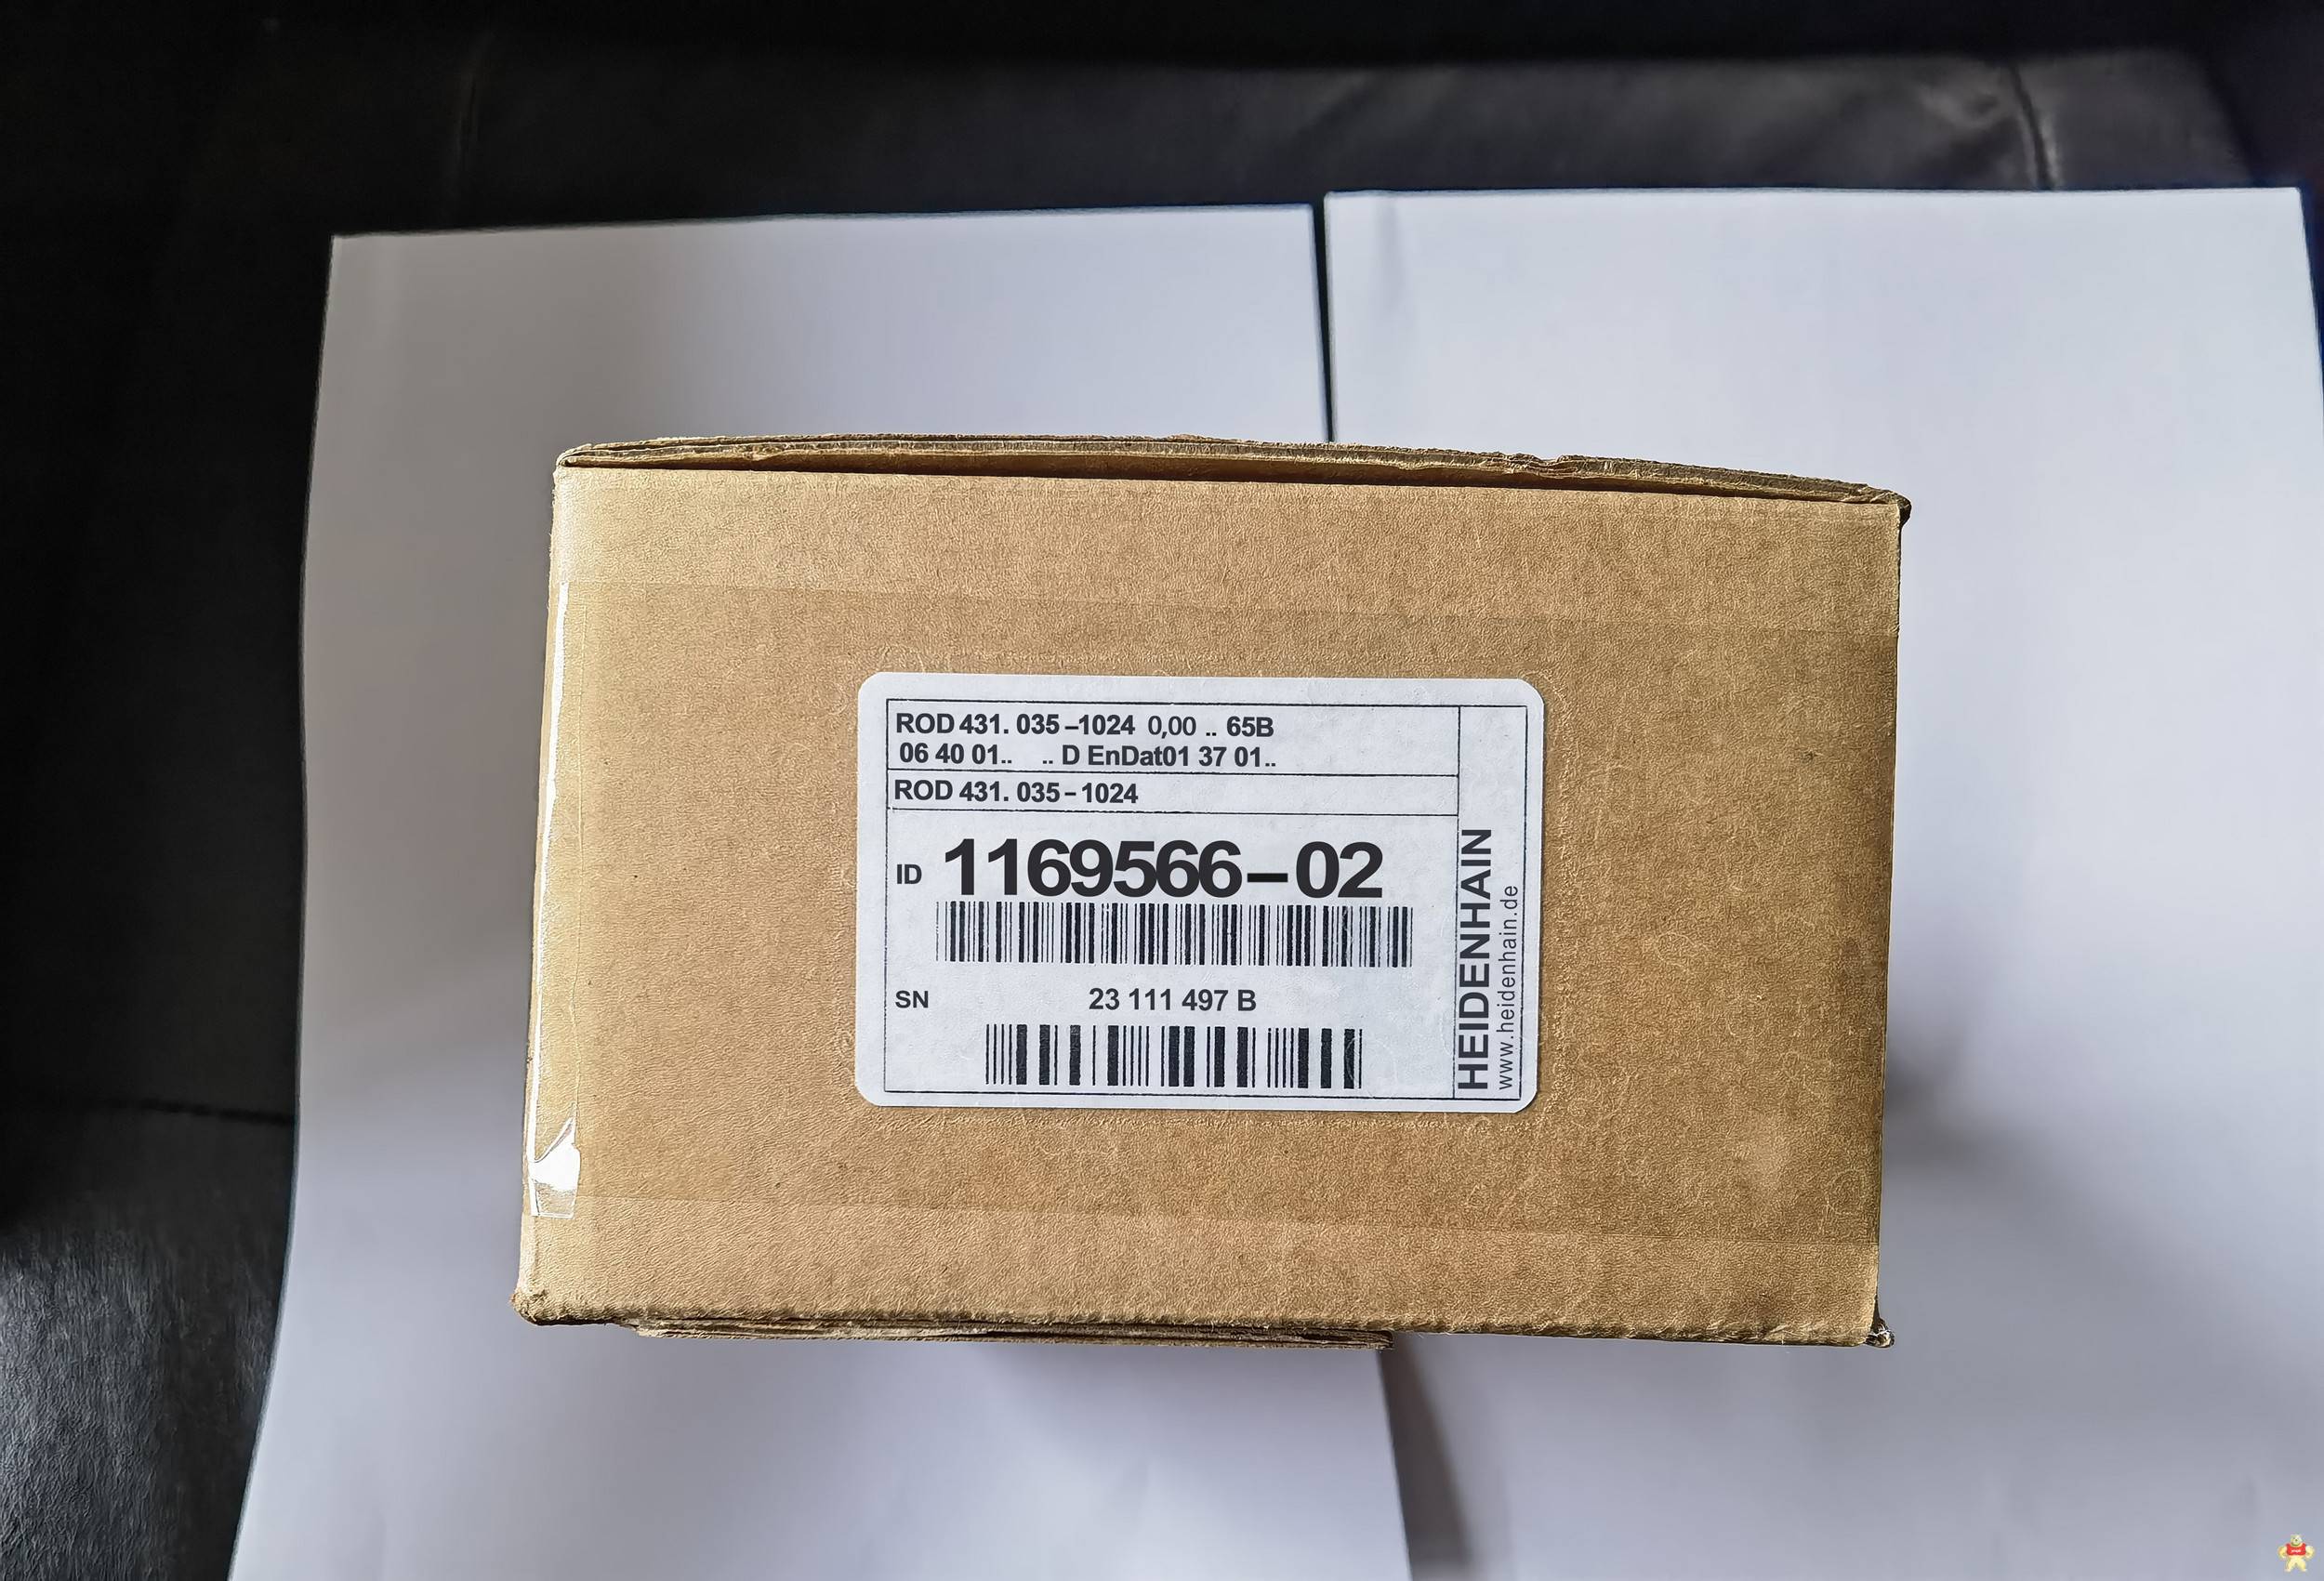 ROD 431. 035 –1024 0,00 .. 65B
06 40 01.. .. D EnDat01 37 01..
ROD 431. 035 – 1024
ID 1169566–02
SN 23 111 497 B
HEIDENHAIN
www.heidenhain.de